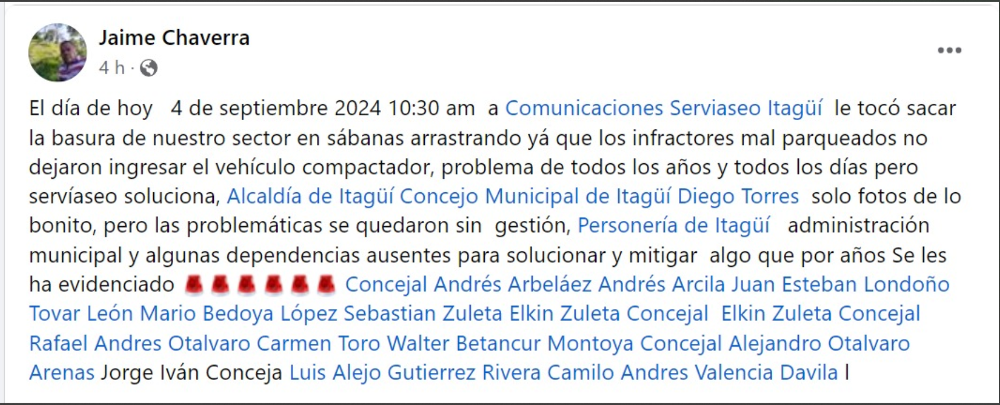 Jaime Chaverra
4 h ·
El día de hoy 4 de septiembre 2024 10:30 am a Comunicaciones Serviaseo Itagüí le tocó sacar
la basura de nuestro sector en sábanas arrastrando yá que los infractores mal parqueados no
dejaron ingresar el vehículo compactador, problema de todos los años y todos los días pero
servíaseo soluciona, Alcaldía de Itagüí Concejo Municipal de Itagüí Diego Torres solo fotos de lo
bonito, pero las problemáticas se quedaron sin gestión, Personería de Itagüí administración
municipal y algunas dependencias ausentes para solucionar y mitigar algo que por años Se les
ha evidenciado 🚨🚨🚨🚨🚨🚨 Concejal Andrés Arbeláez Andrés Arcila Juan Esteban Londoño
Tovar León Mario Bedoya López Sebastian Zuleta Elkin Zuleta Concejal Elkin Zuleta Concejal
Rafael Andres Otalvaro Carmen Toro Walter Betancur Montoya Concejal Alejandro Otalvaro
Arenas Jorge Iván Conceja Luis Alejo Gutierrez Rivera Camilo Andres Valencia Davila l